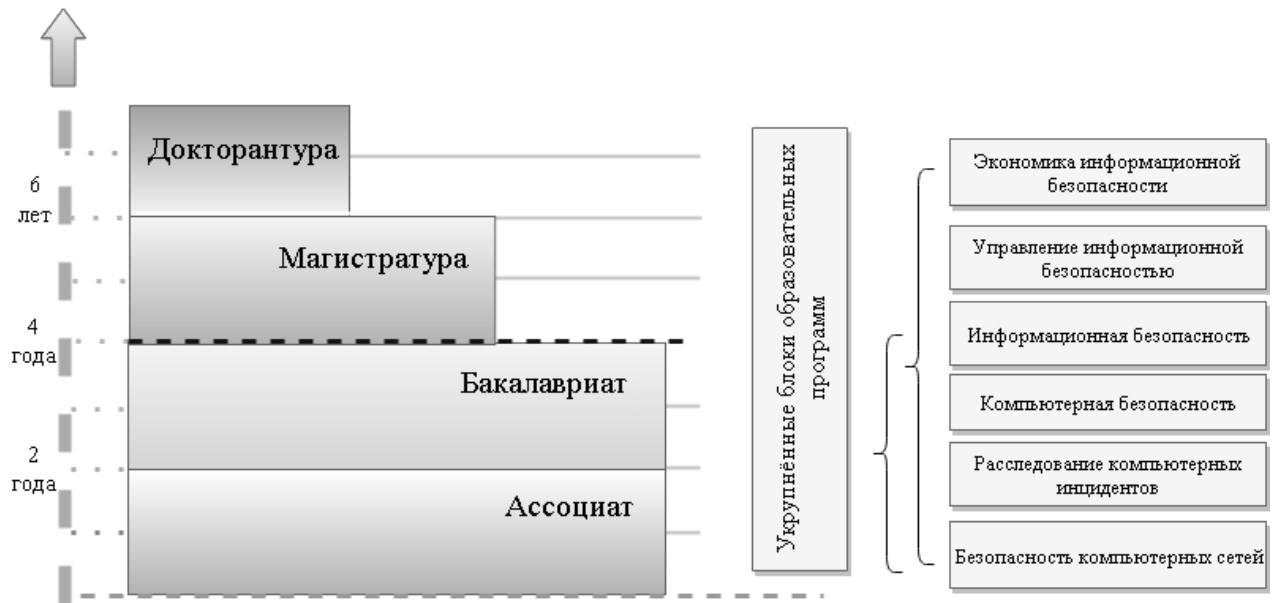 Докторантура
6
лет
Магистратура
4
года
Бакалавриат
2
года
Ассоциат
Укрупнённые блоки образовательных
программ
Экономика информационной
безопасности
Управление информационной
безопасностью
Информационная безопасность
Компьютерная безопасность
Расследование компьютерных
инцидентов
Безопасность компьютерных сетей